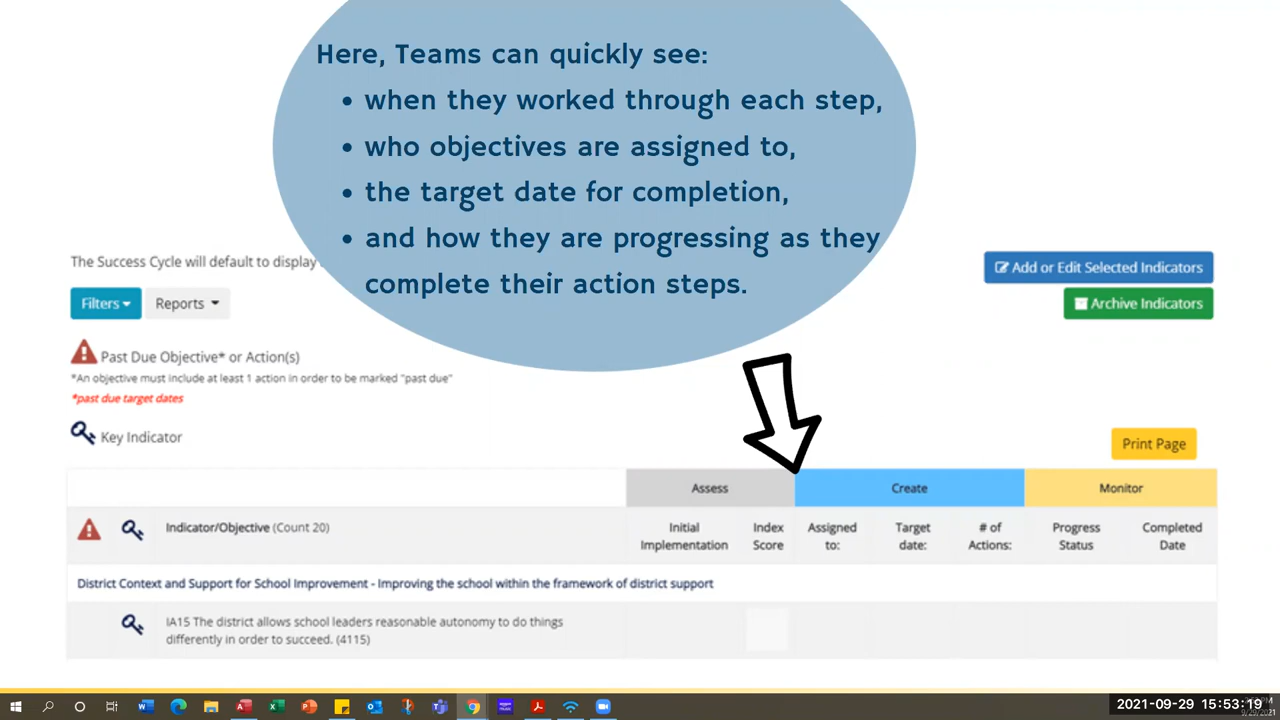 Here, Teams can quickly see:
• when they worked through each step,
• who objectives are assigned to,
• the target date for completion,
• and how they are progressing as they
complete their action steps.
The Success Cycle will default to display
Add or Edit Selected Indicators
Filters
Reports
Archive Indicators
Past Due Objective* or Action(s)
*An objective must include at least 1 action in order to be marked "past due"
*past due target dates
Key Indicator
Print Page
Assess Create Monitor
Indicator/Objective (Count 20)
Initial Implementation
Index Score
Assigned to:
Target date:
# of Actions:
Progress Status
Completed Date
District Context and Support for School Improvement - Improving the school within the framework of district support
IA15 The district allows school leaders reasonable autonomy to do things
differently in order to succeed. (4115)
2021-09-29 15:53:19